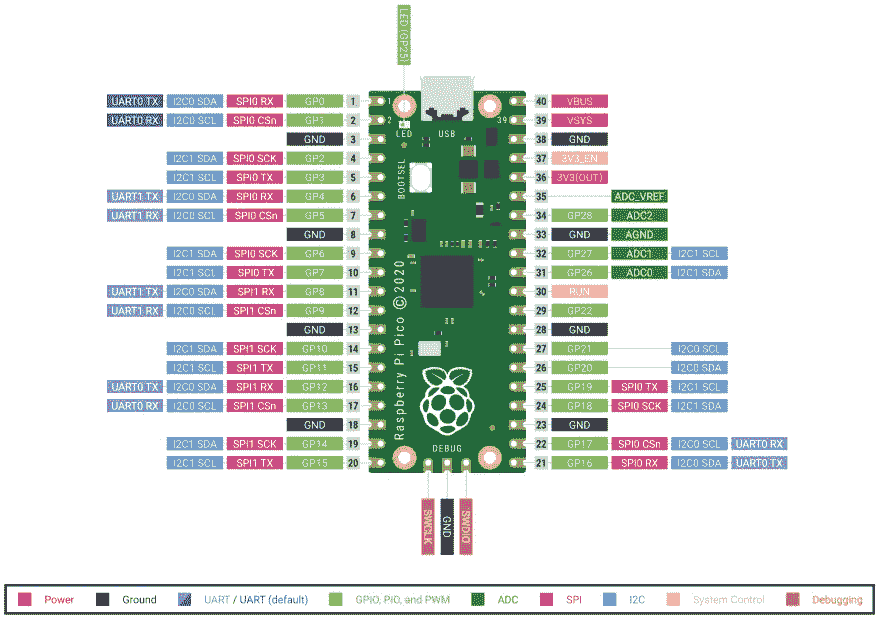 LED (GP25)
UART0 TX I2C0 SDA SPI0 RX GP0 1 1 40 VBUS
UART0 RX I2C0 SCL SPI0 CSn GP1 2 2 39 39 VSYS
GND 3 LED USB 38 GND
I2C1 SDA SPI0 SCK GP2 4 37 3V3_EN
I2C1 SCL SPI0 TX GP3 5 BOOTSEL 36 3V3(OUT)
UART1 TX I2C0 SDA SPI0 RX GP4 6 35 ADC_VREF
UART1 RX I2C0 SCL SPI0 CSn GP5 7 34 GP28 ADC2
GND 8 33 GND AGND
I2C1 SDA SPI0 SCK GP6 9 32 GP27 ADC1 I2C1 SCL
I2C1 SCL SPI0 TX GP7 10 31 GP26 ADC0 I2C1 SDA
UART1 TX I2C0 SDA SPI1 RX GP8 11 30 RUN
UART1 RX I2C0 SCL SPI1 CSn GP9 12 29 GP22
GND 13 28 GND
I2C1 SDA SPI1 SCK GP10 14 27 GP21 I2C0 SCL
I2C1 SCL SPI1 TX GP11 15 26 GP20 I2C0 SDA
UART0 TX I2C0 SDA SPI1 RX GP12 16 25 GP19 SPI0 TX I2C1 SCL
UART0 RX I2C0 SCL SPI1 CSn GP13 17 24 GP18 SPI0 SCK I2C1 SDA
GND 18 23 GND
I2C1 SDA SPI1 SCK GP14 19 22 GP17 SPI0 CSn I2C0 SCL UART0 RX
I2C1 SCL SPI1 TX GP15 20 21 GP16 SPI0 RX I2C0 SDA UART0 TX
Raspberry Pi Pico © 2020
DEBUG
SWCLK
GND
SWDIO
Power Ground UART / UART (default) GPIO, PIO, and PWM ADC SPI I2C System Control Debugging